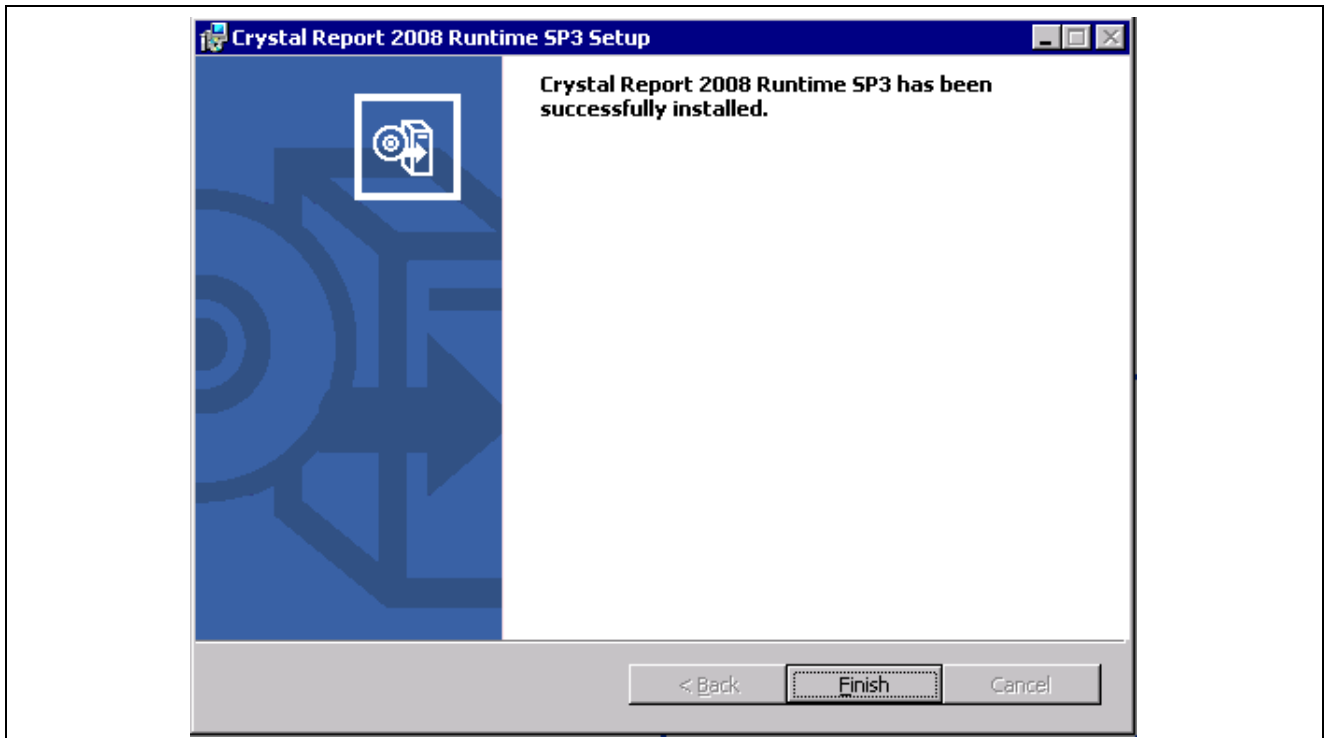 Crystal Report 2008 Runtime SP3 Setup
Crystal Report 2008 Runtime SP3 has been
successfully installed.
< Back
Finish
Cancel